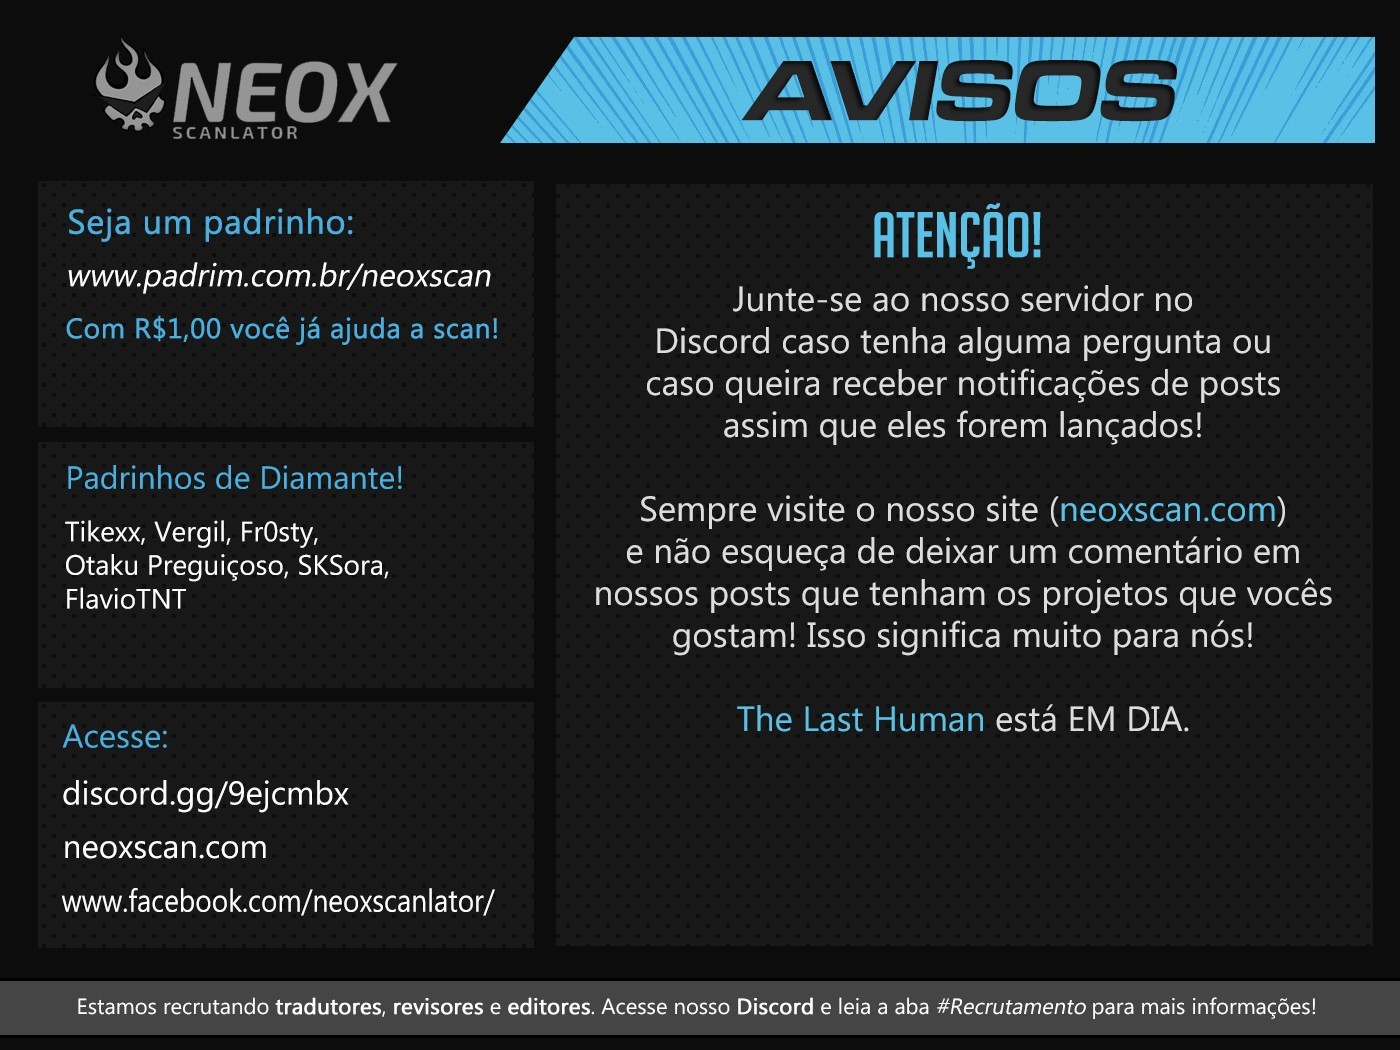 NEOX
SCANLATOR
AVISOS
Seja um padrinho:
www.padrim.com.br/neoxscan
Com R$1,00 você já ajuda a scan!
Padrinhos de Diamante!
Tikexx, Vergil, Fr0sty,
Otaku Preguiçoso, SKSora,
FlavioTNT
Acesse:
discord.gg/9ejcmbx
neoxscan.com
www.facebook.com/neoxscanlator/
ATENÇÃO!
Junte-se ao nosso servidor no
Discord caso tenha alguma pergunta ou
caso queira receber notificações de posts
assim que eles forem lançados!
Sempre visite o nosso site (neoxscan.com)
e não esqueça de deixar um comentário em
nossos posts que tenham os projetos que vocês
gostam! Isso significa muito para nós!
The Last Human está EM DIA.
Estamos recrutando tradutores, revisores e editores. Acesse nosso Discord e leia a aba #Recrutamento para mais informações!